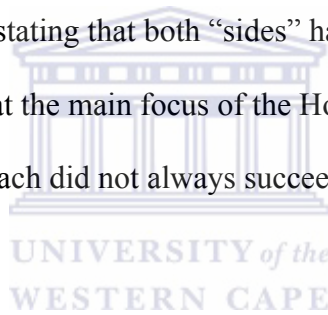 stating that both “sides” ha
at the main focus of the Ho
ach did not always succee
UNIVERSITY of the
WESTERN CAPE